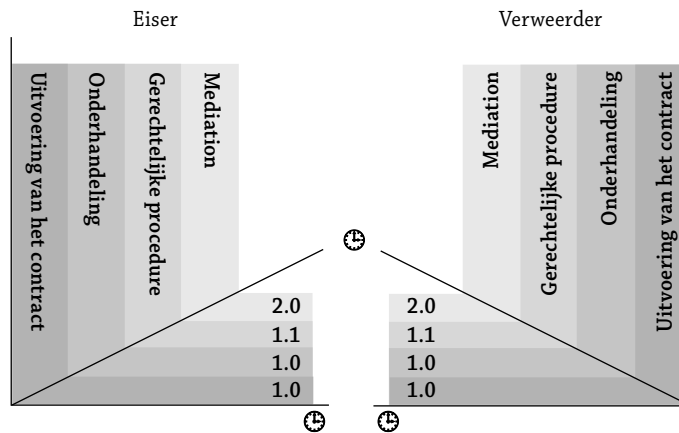 Eiser
Verweerder
Uitvoering van het contract
Onderhandeling
Gerechtelijke procedure
Mediation
Mediation
Gerechtelijke procedure
Onderhandeling
Uitvoering van het contract
2.0
1.1
1.0
1.0
2.0
1.1
1.0
1.0